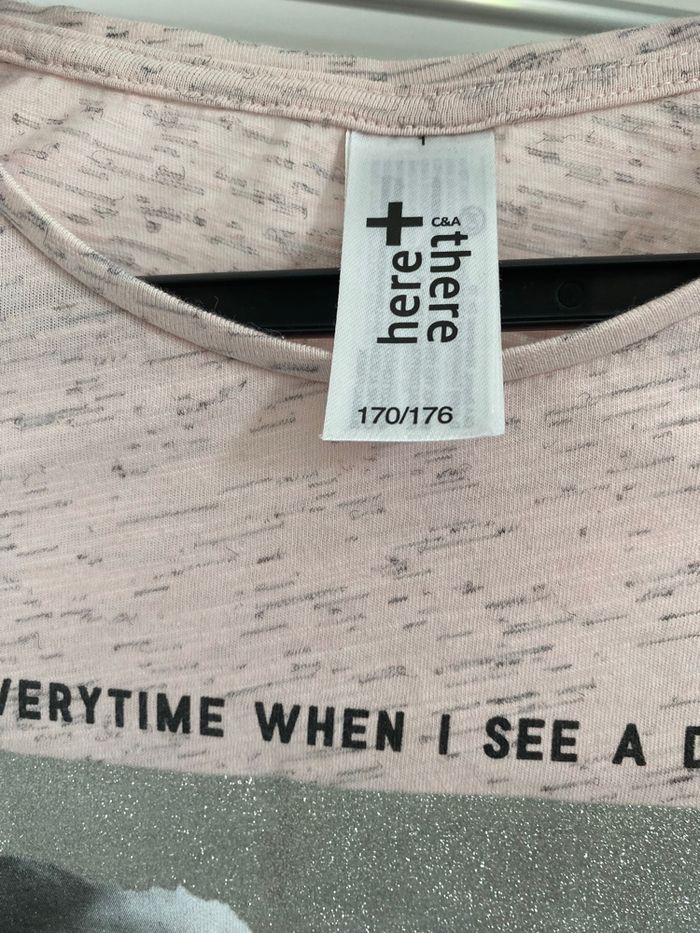 C&A
here+there
170/176
VERYTIME WHEN I SEE A D